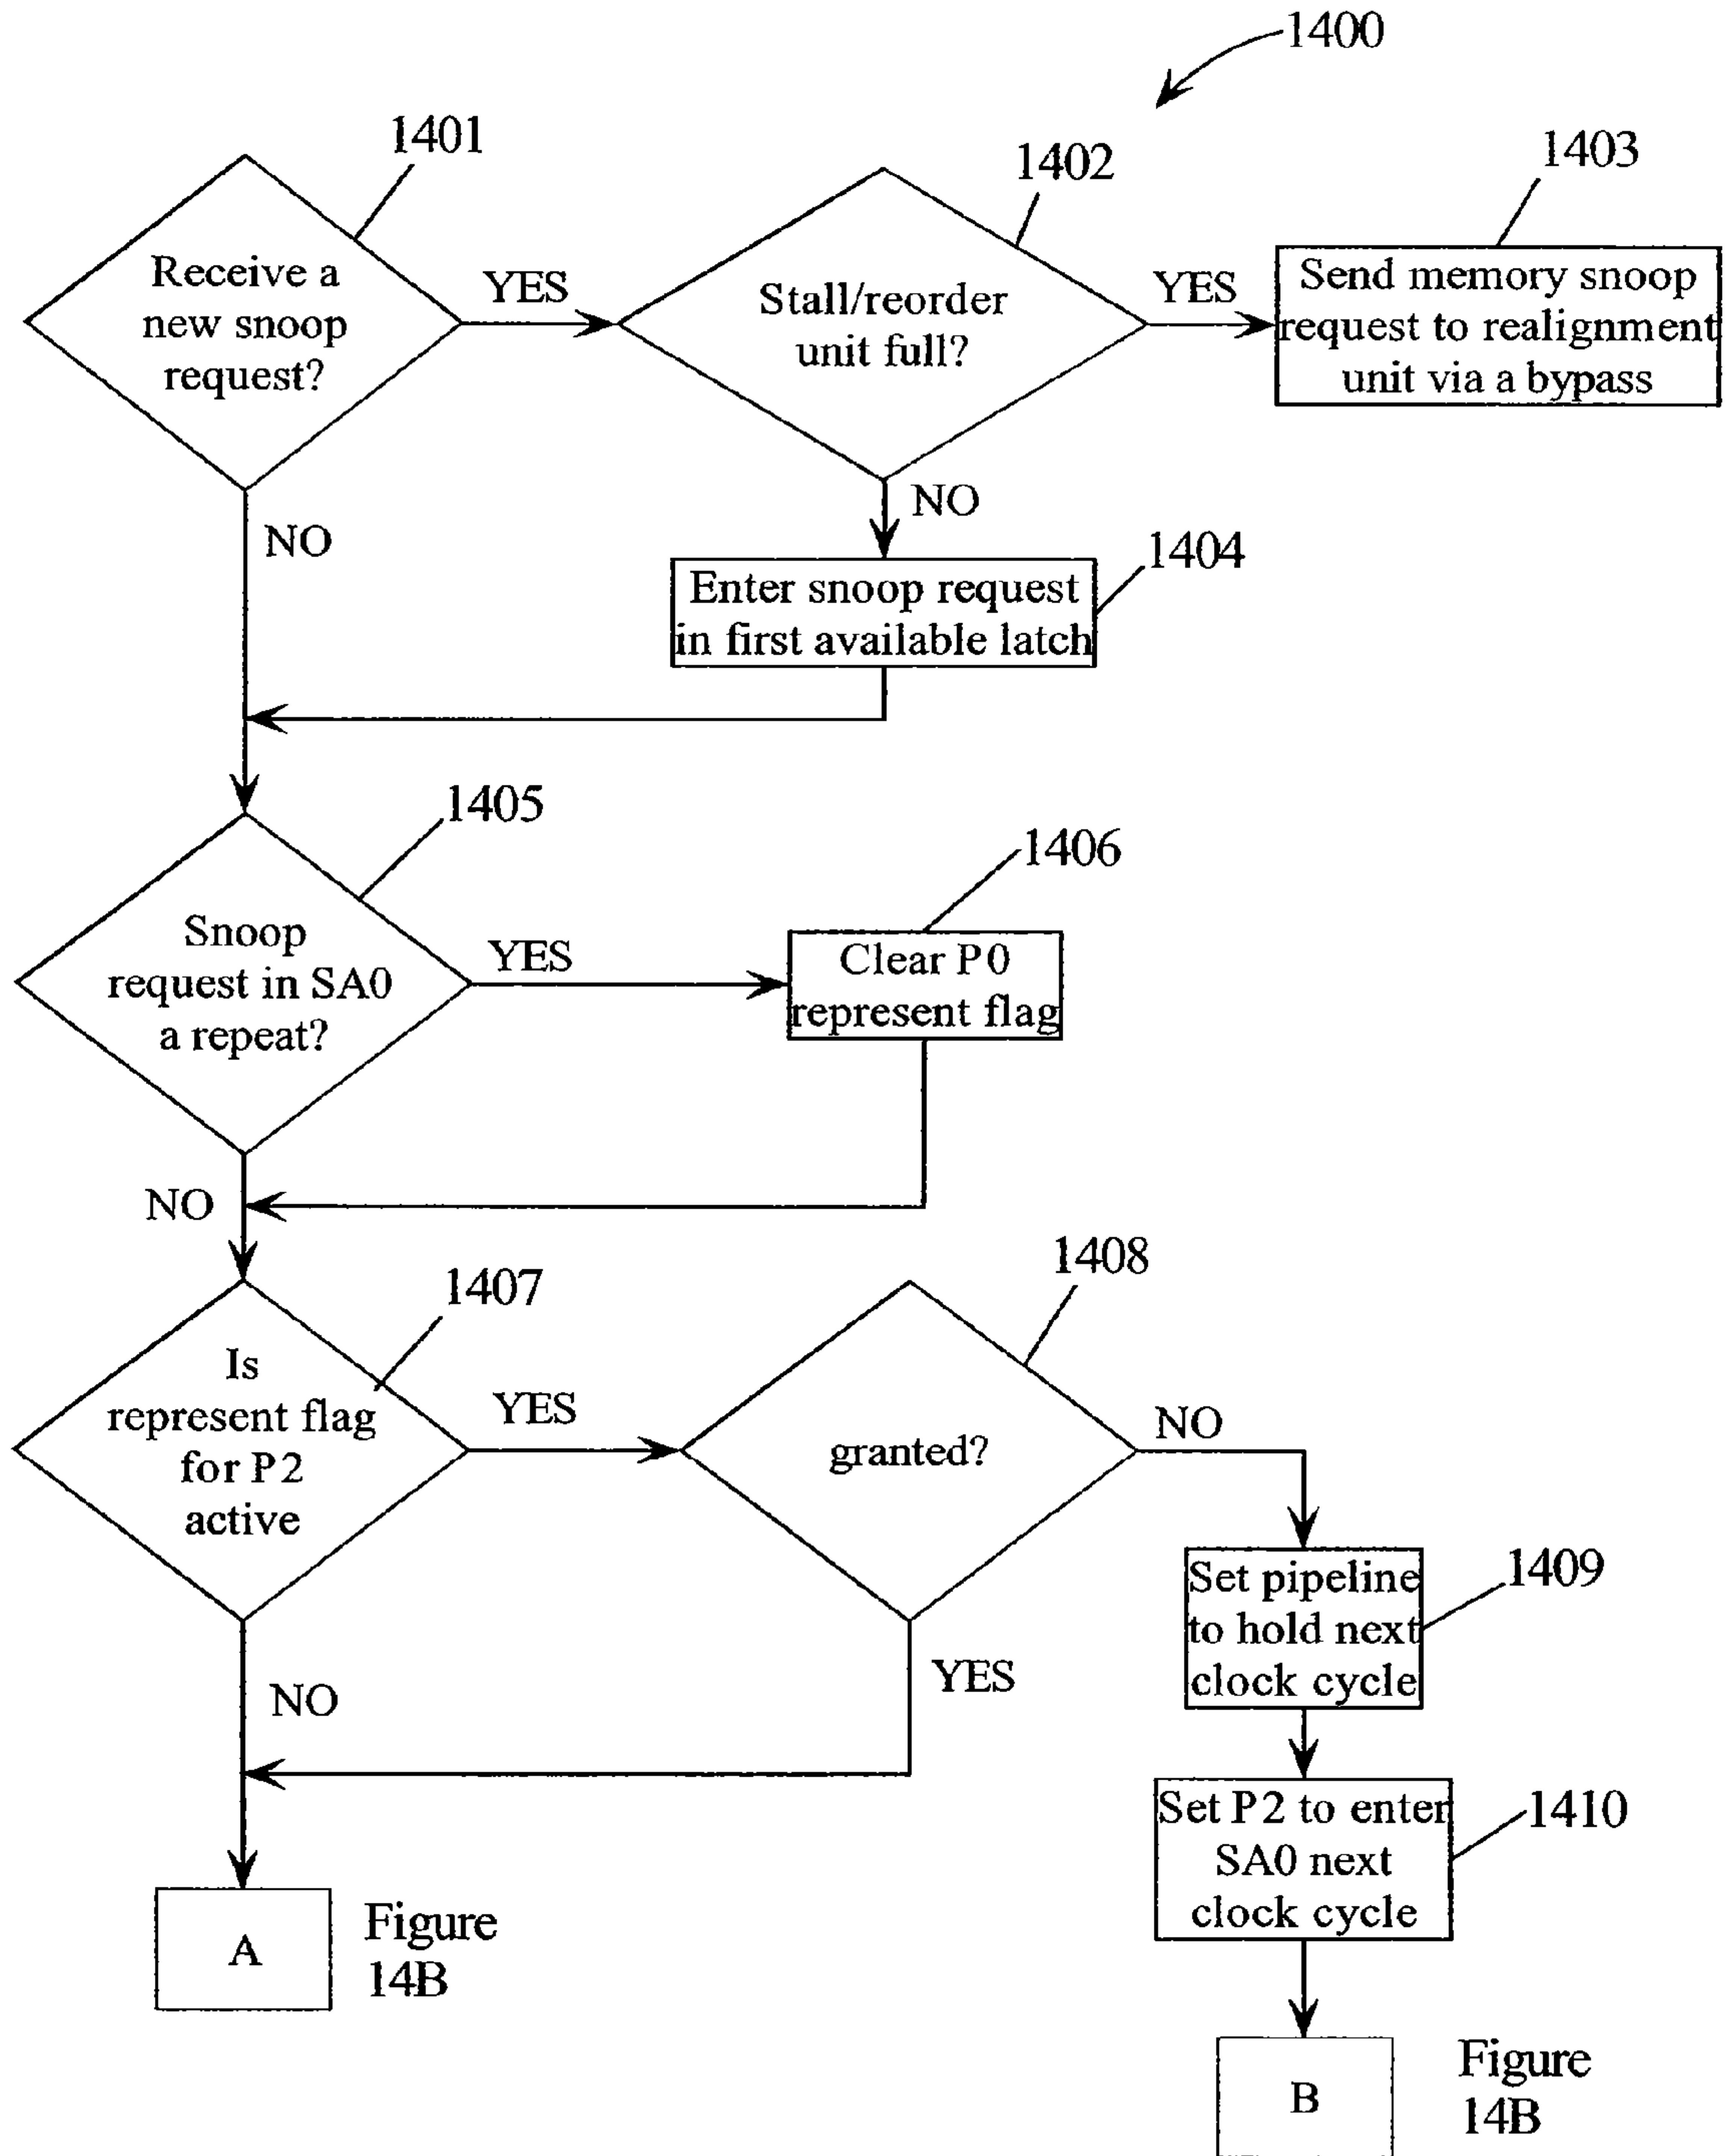 1400
1401
1402
1403
Receive a
new snoop
request?
YES
Stall/reorder
unit full?
YES
Send memory snoop
request to realignment
unit via a bypass
NO
NO
1404
Enter snoop request
in first available latch
1405
1406
Snoop
request in SA0
a repeat?
YES
Clear P0
represent flag
NO
1407
1408
Is
represent flag
for P2
active
YES
granted?
NO
1409
Set pipeline
to hold next
clock cycle
NO
YES
1410
Set P2 to enter
SA0 next
clock cycle
A
Figure
14B
B
Figure
14B